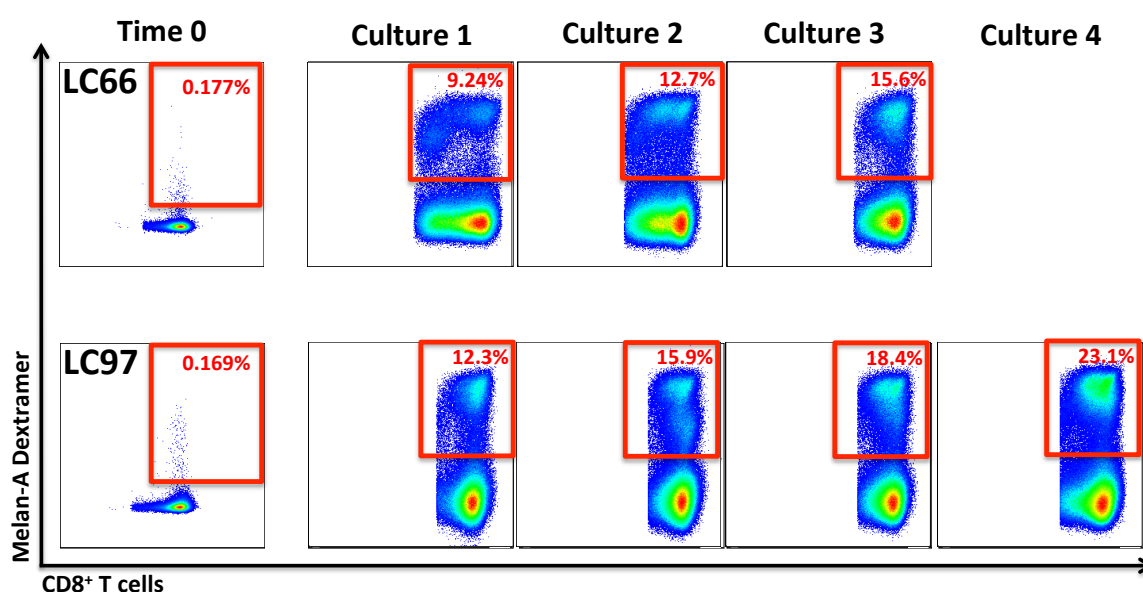 Time 0
Culture 1
Culture 2
Culture 3
Culture 4
LC66
0.177%
9.24%
12.7%
15.6%
LC97
0.169%
12.3%
15.9%
18.4%
23.1%
Melan-A Dextramer
CD8⁺ T cells